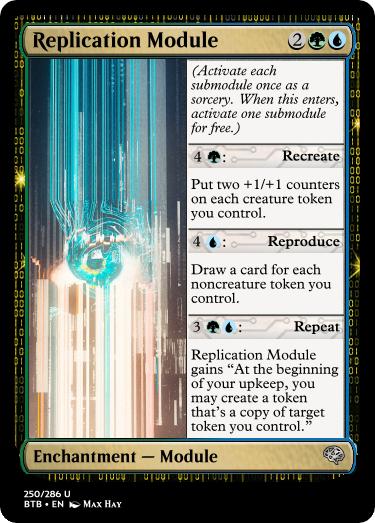 Replication Module 2
(Activate each
submodule once as a
sorcery. When this enters,
activate one submodule
for free.)
4 : Recreate
Put two +1/+1 counters
on each creature token
you control.
4 : Reproduce
Draw a card for each
noncreature token you
control.
3 : Repeat
Replication Module
gains “At the beginning
of your upkeep, you
may create a token
that’s a copy of target
token you control.”
Enchantment — Module
250/286 U
BTB • EN Max Hay